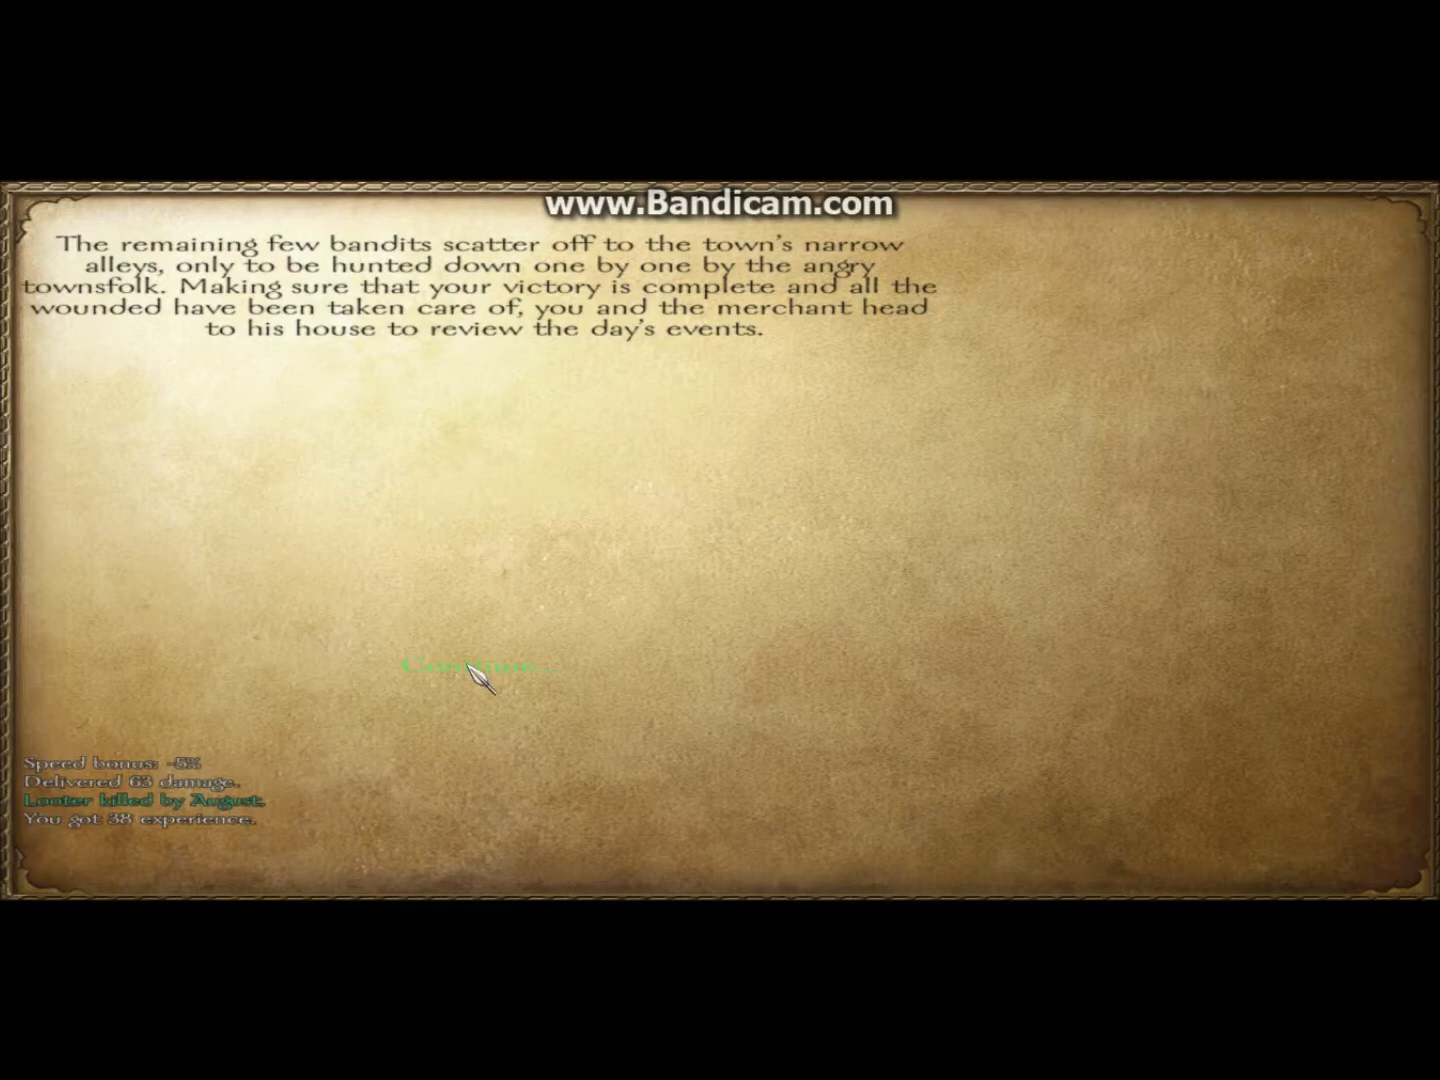 www.Bandicam.com
The remaining few bandits scatter off to the town's narrow
alleys, only to be hunted down one by one by the angry
townsfolk. Making sure that your victory is complete and all the
wounded have been taken care of, you and the merchant head
to his house to review the day's events.
Continue...
Speed bonus: -5%
Delivered 63 damage.
Looter killed by August.
You got 38 experience.